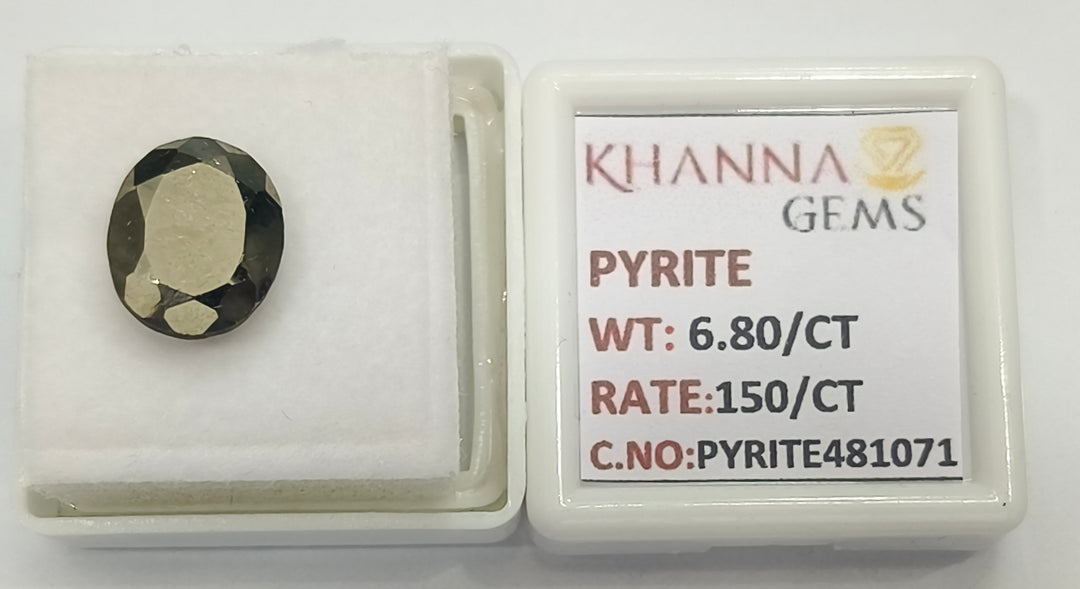 KHANNA
GEMS
PYRITE
WT: 6.80/CT
RATE:150/CT
C.NO:PYRITE481071